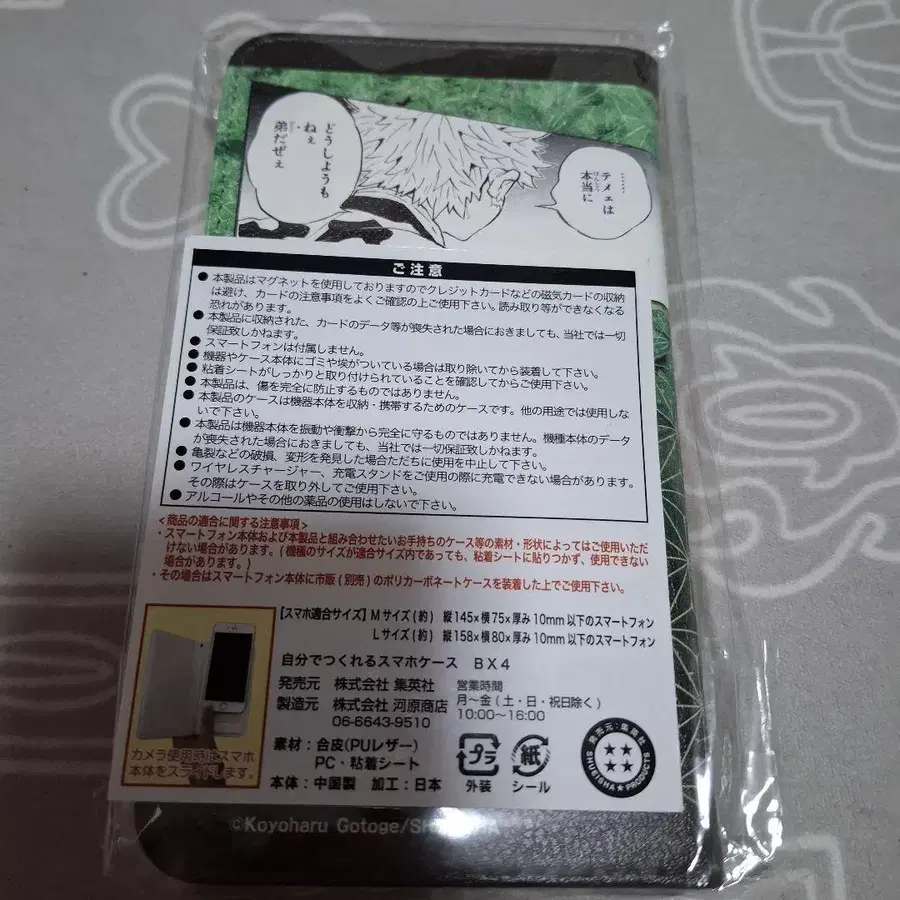 ……テメェは
本当に
どうしようも
ねぇ
弟だぜぇ
ご注意
●本製品はマグネットを使用しておりますのでクレジットカードなどの磁気カードの収納
は避け、カードの注意事項をよくご確認の上ご使用下さい。読み取り等ができなくなる
恐れがあります。
●本製品に収納された、カードのデータ等が喪失された場合におきましても、当社では一切
保証致しかねます。
●スマートフォンは付属しません。
●機器やケース本体にゴミや埃がついている場合は取り除いてから装着して下さい。
●粘着シートがしっかりと取り付けられていることを確認してからご使用下さい。
●本製品は、傷を完全に防止するものではありません。
●本製品のケースは機器本体を収納・携帯するためのケースです。他の用途では使用しな
いで下さい。
●本製品は機器本体を振動や衝撃から完全に守るものではありません。機種本体のデータ
が喪失された場合におきましても、当社では一切保証致しかねます。
●亀裂などの破損、変形を発見した場合ただちに使用を中止して下さい。
●ワイヤレスチャージャー、充電スタンドをご使用の際に充電できない場合があります。
その際はケースを取り外してご使用下さい。
●アルコールやその他の薬品の使用はしないで下さい。
<商品の適合に関する注意事項>
・スマートフォン本体および本製品と組み合わせたいお手持ちのケース等の素材・形状によってはご使用いただ
けない場合があります。(機種のサイズが適合サイズ内であっても、粘着シートに貼りつかず、使用できない
場合があります。)
・その場合はスマートフォン本体に市販(別売)のポリカーボネートケースを装着した上でご使用下さい。
【スマホ適合サイズ】Mサイズ(約) 縦145×横75×厚み10mm以下のスマートフォン
Lサイズ(約) 縦158×横80×厚み10mm以下のスマートフォン
自分でつくれるスマホケース BX4
発売元 株式会社 集英社
製造元 株式会社 河原商店
06-6643-9510
営業時間
月〜金(土・日・祝日除く)
10:00〜16:00
カメラ使用時はスマホ
本体をスライドします。
素材:合皮(PUレザー)
PC・粘着シート
本体:中国製 加工:日本
プラ
外装
紙
シール
発売元:集英社
SHUEISHA★PRODUCTS
©Koyoharu Gotoge/